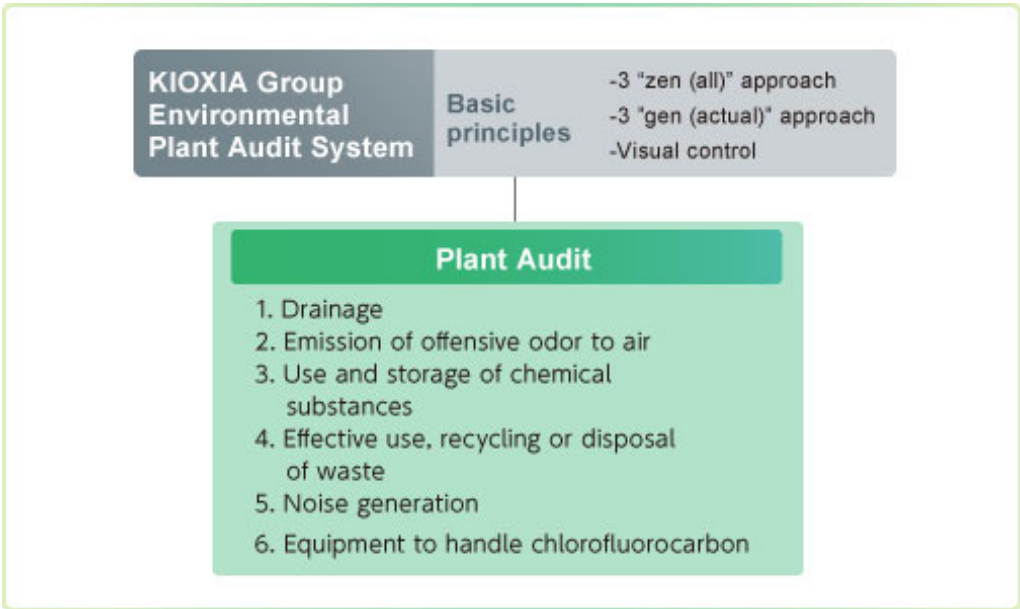 KIOXIA Group
Environmental
Plant Audit System
Basic
principles
-3 “zen (all)” approach
-3 “gen (actual)” approach
-Visual control
Plant Audit
1. Drainage
2. Emission of offensive odor to air
3. Use and storage of chemical
substances
4. Effective use, recycling or disposal
of waste
5. Noise generation
6. Equipment to handle chlorofluorocarbon